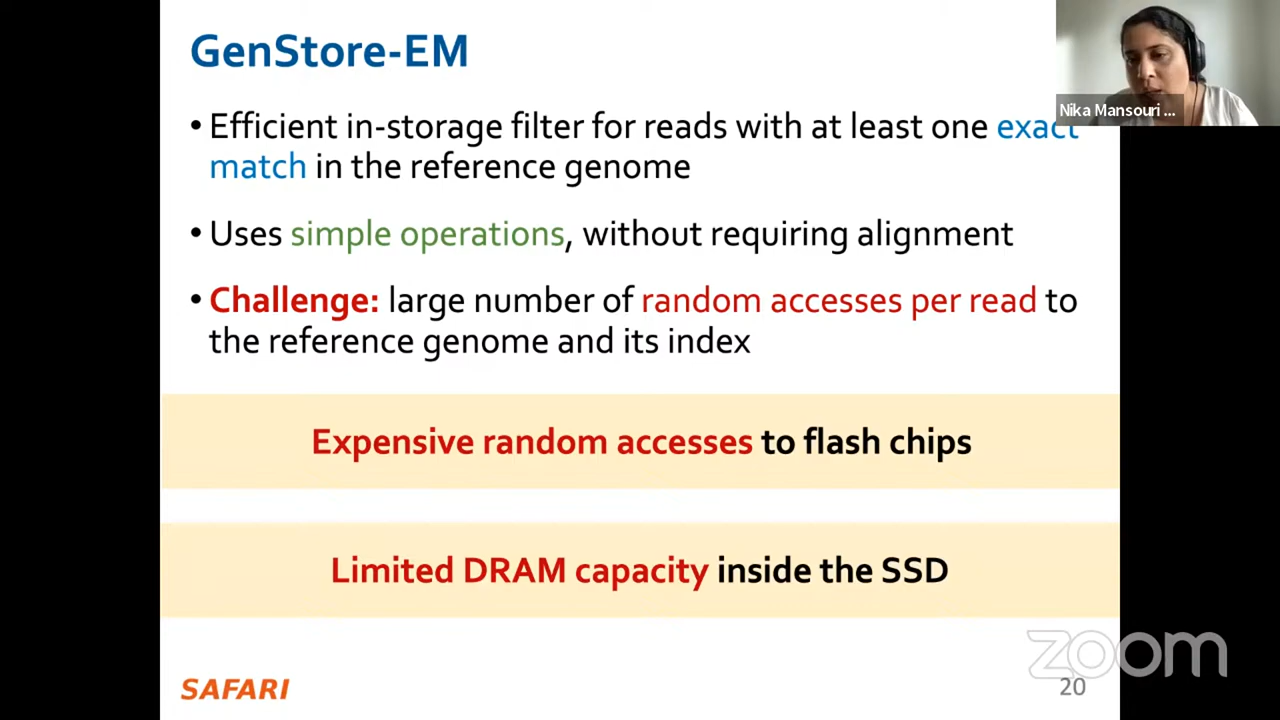 GenStore-EM
Nika Mansouri ...
• Efficient in-storage filter for reads with at least one exact
match in the reference genome
• Uses simple operations, without requiring alignment
• Challenge: large number of random accesses per read to
the reference genome and its index
Expensive random accesses to flash chips
Limited DRAM capacity inside the SSD
zoom
SAFARI
20